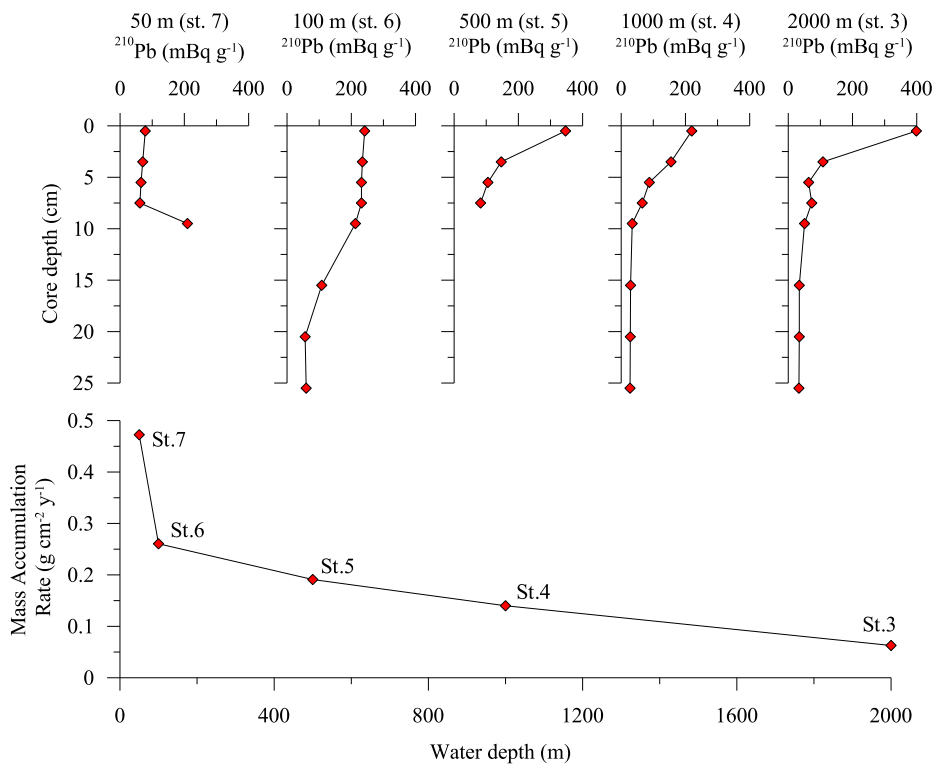 50 m (st. 7) 100 m (st. 6) 500 m (st. 5) 1000 m (st. 4) 2000 m (st. 3)
²¹⁰Pb (mBq g⁻¹) ²¹⁰Pb (mBq g⁻¹) ²¹⁰Pb (mBq g⁻¹) ²¹⁰Pb (mBq g⁻¹) ²¹⁰Pb (mBq g⁻¹)
0 200 400 0 200 400 0 200 400 0 200 400 0 200 400
0
5
10
15
20
25
Core depth (cm)
0.5
0.4
0.3
0.2
0.1
0
Mass Accumulation
Rate (g cm⁻² y⁻¹)
St.7
St.6
St.5
St.4
St.3
0 400 800 1200 1600 2000
Water depth (m)